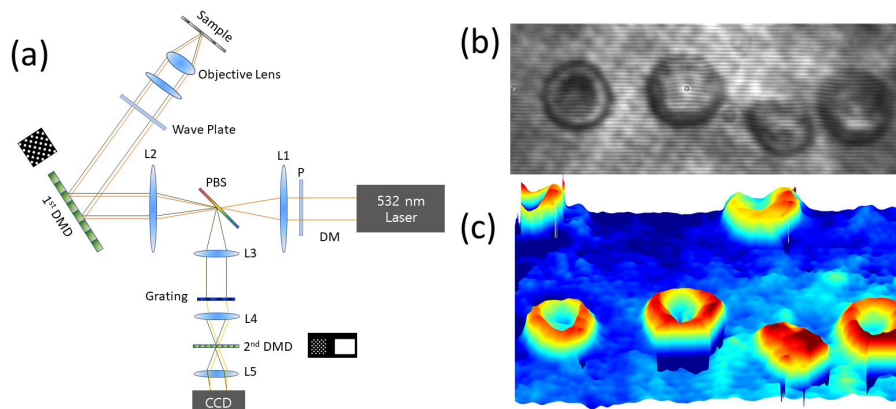 (a)
Sample
Objective Lens
Wave Plate
1st DMD
L2
PBS
L1
P
532 nm
Laser
DM
L3
Grating
L4
2nd DMD
L5
CCD
(b)
(c)